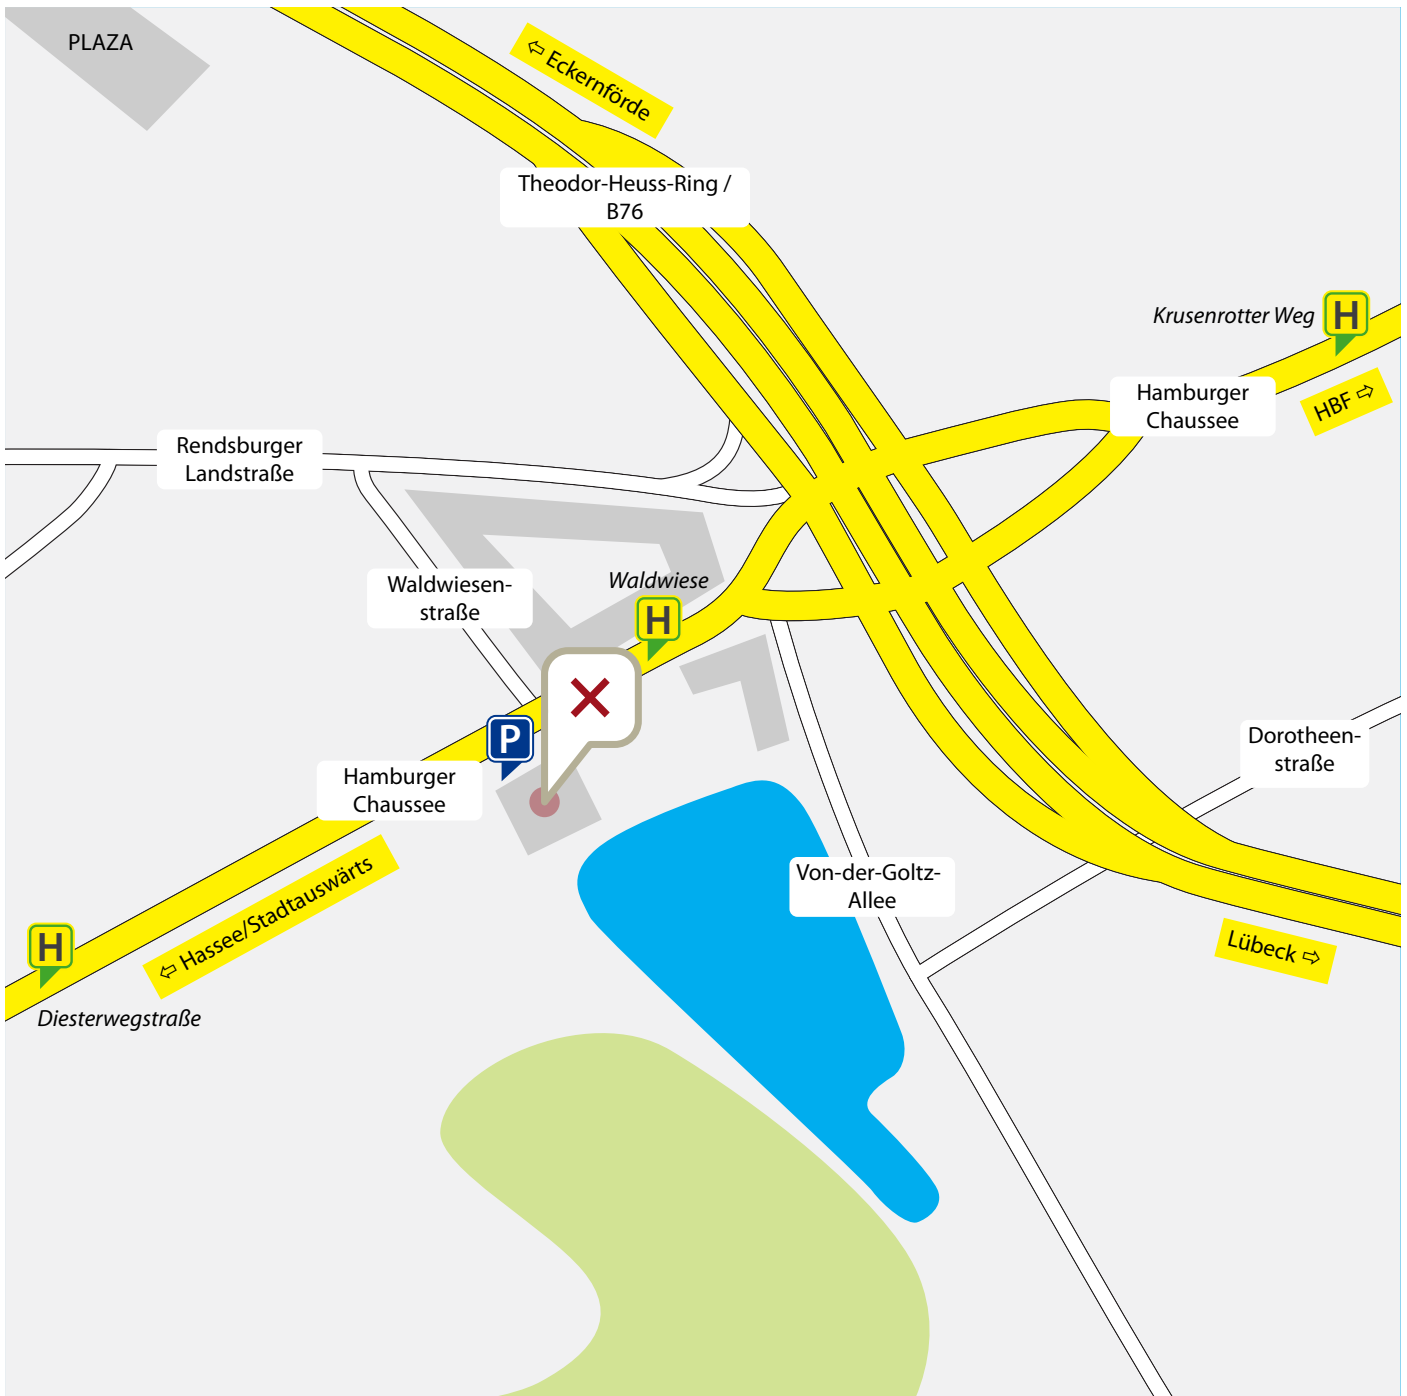 PLAZA
⇦ Eckernförde
Theodor-Heuss-Ring /
B76
Krusenrotter Weg
H
Hamburger
Chaussee
HBF ⇨
Rendsburger
Landstraße
Waldwiesen-
straße
Waldwiese
H
P
Hamburger
Chaussee
Dorotheen-
straße
⇦ Hassee/Stadtauswärts
Von-der-Goltz-
Allee
H
Diesterwegstraße
Lübeck ⇨